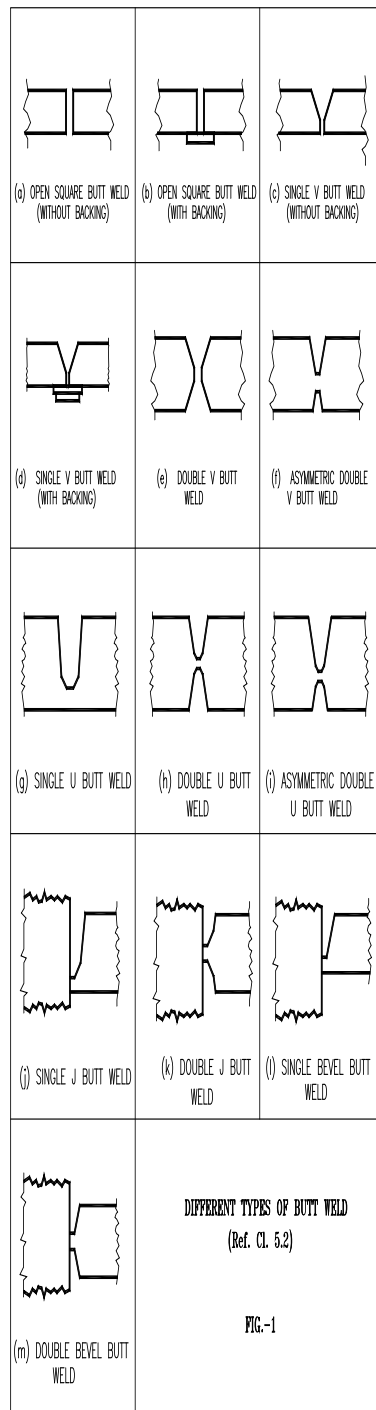 (a) OPEN SQUARE BUTT WELD
(WITHOUT BACKING)
(b) OPEN SQUARE BUTT WELD
(WITH BACKING)
(c) SINGLE V BUTT WELD
(WITHOUT BACKING)
(d) SINGLE V BUTT WELD
(WITH BACKING)
(e) DOUBLE V BUTT
WELD
(f) ASYMMETRIC DOUBLE
V BUTT WELD
(g) SINGLE U BUTT WELD
(h) DOUBLE U BUTT
WELD
(i) ASYMMETRIC DOUBLE
U BUTT WELD
(j) SINGLE J BUTT WELD
(k) DOUBLE J BUTT
WELD
(l) SINGLE BEVEL BUTT
WELD
(m) DOUBLE BEVEL BUTT
WELD
DIFFERENT TYPES OF BUTT WELD
(Ref. Cl. 5.2)
FIG.-1